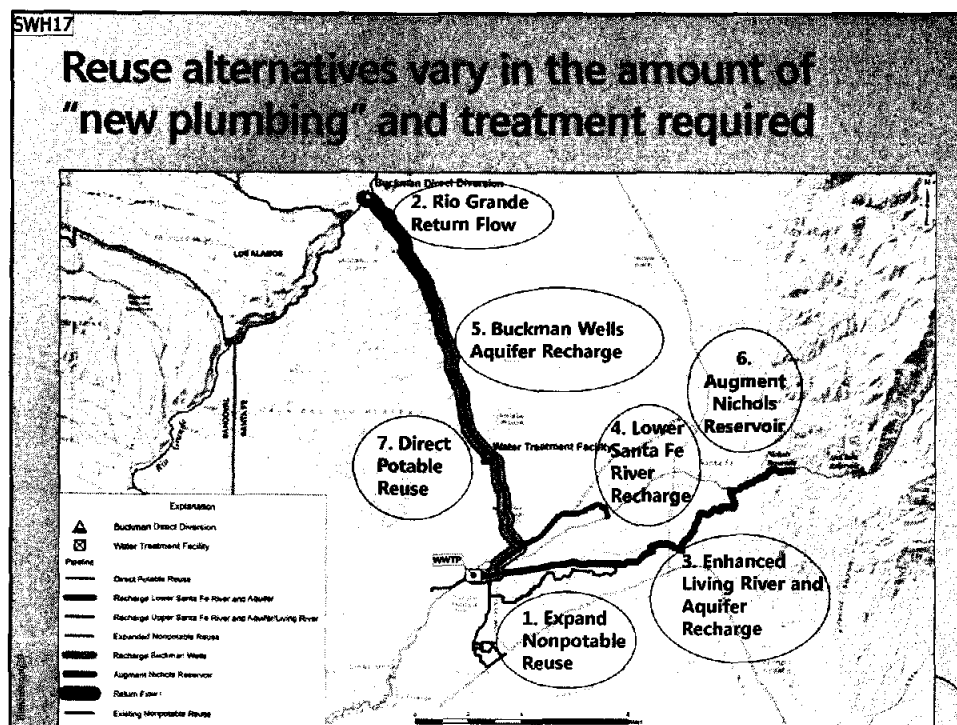 SWH17
Reuse alternatives vary in the amount of
"new plumbing" and treatment required
Buckman Direct Diversion
2. Rio Grande
Return Flow
LOS ALAMOS
5. Buckman Wells
Aquifer Recharge
6.
Augment
Nichols
Reservoir
SANDOVAL
SANTA FE
Rio Grande
7. Direct
Potable
Reuse
Water Treatment Facility
4. Lower
Santa Fe
River
Recharge
WWTP
3. Enhanced
Living River and
Aquifer
Recharge
1. Expand
Nonpotable
Reuse
Explanation
Buckman Direct Diversion
Water Treatment Facility
Pipeline
Direct Potable Reuse
Recharge Lower Santa Fe River and Aquifer
Recharge Upper Santa Fe River and Aquifer/Living River
Expanded Nonpotable Reuse
Recharge Buckman Wells
Augment Nichols Reservoir
Return Flow
Existing Nonpotable Reuse